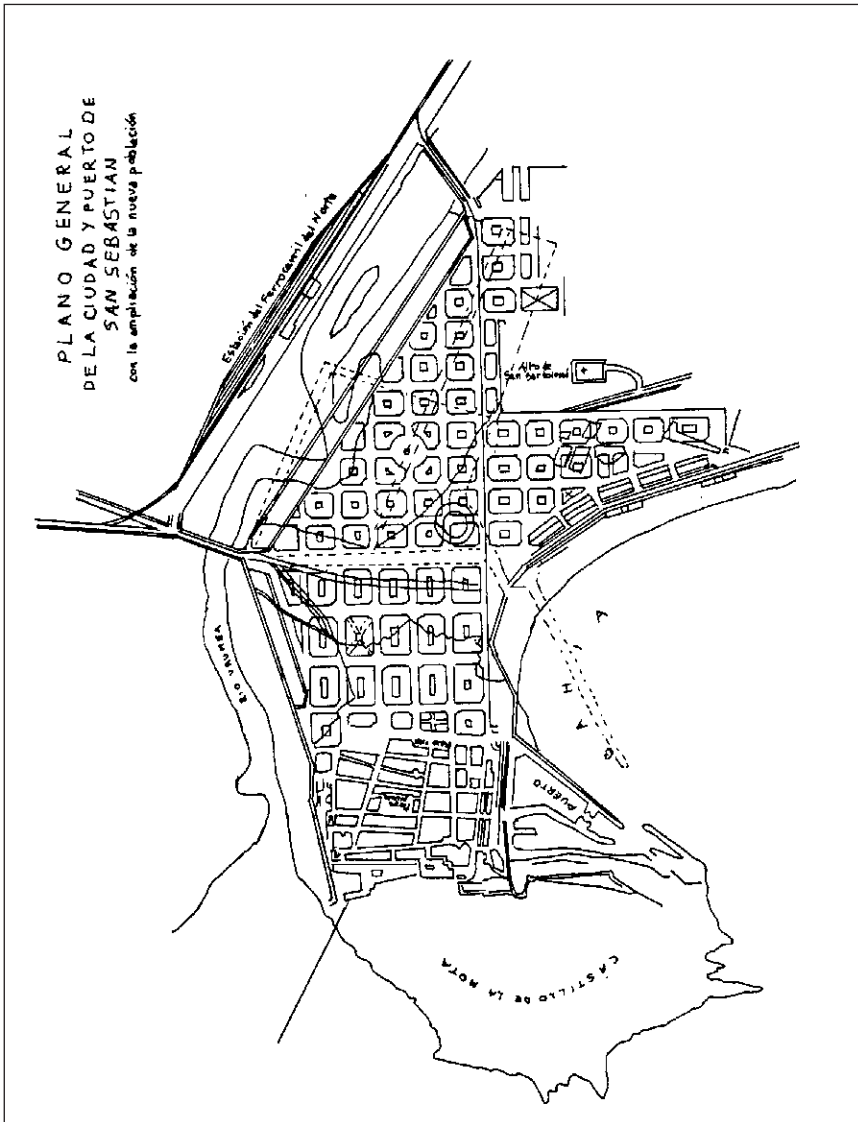 PLANO GENERAL
DE LA CIUDAD Y PUERTO DE
SAN SEBASTIAN
con la ampliación de la nueva población
Estación del Ferrocarril del Norte
Alto de
San Bartolomé
RIO URUMEA
PUERTO
CASTILLO DE LA MOTA